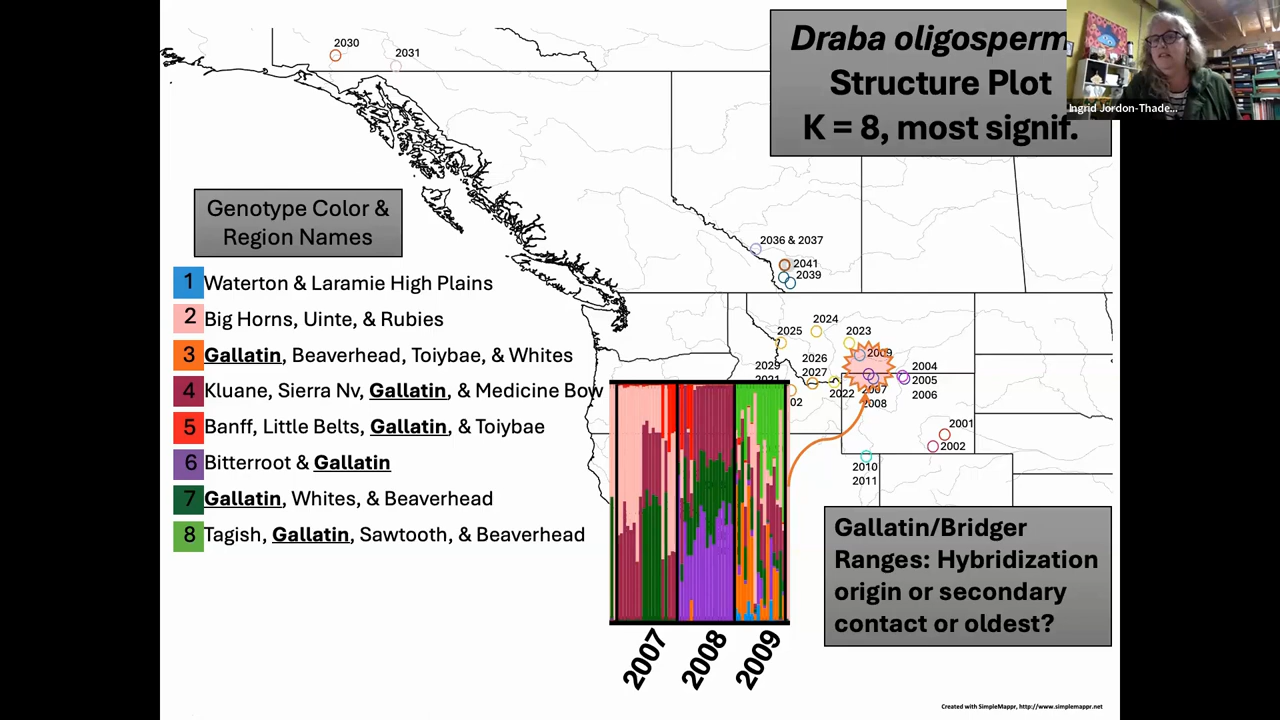 Draba oligosperm
Structure Plot
K = 8, most signif.
Ingrid Jordon-Thade...
2030
2031
Genotype Color &
Region Names
1 Waterton & Laramie High Plains
2 Big Horns, Uinte, & Rubies
3 Gallatin, Beaverhead, Toiybae, & Whites
4 Kluane, Sierra Nv, Gallatin, & Medicine Bow
5 Banff, Little Belts, Gallatin, & Toiybae
6 Bitterroot & Gallatin
7 Gallatin, Whites, & Beaverhead
8 Tagish, Gallatin, Sawtooth, & Beaverhead
2036 & 2037
2041
2039
2024
2025
2023
2009
2026
2027
2029
2004
2005
2006
2022
2008
02
2001
2002
2010
2011
2007
2008
2009
Gallatin/Bridger
Ranges: Hybridization
origin or secondary
contact or oldest?
Created with SimpleMappr, http://www.simplemappr.net